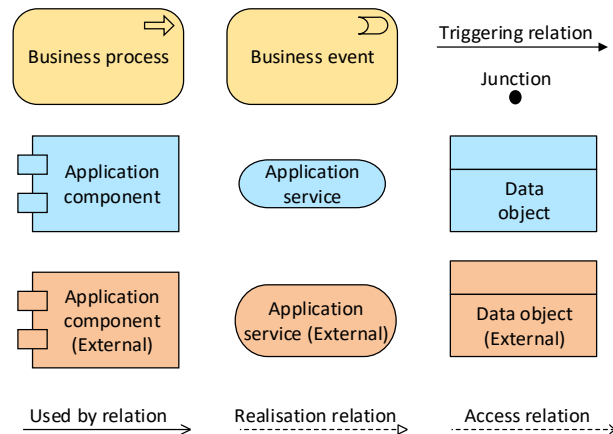 Business process
Business event
Triggering relation
Junction
Application
component
Application
service
Data
object
Application
component
(External)
Application
service (External)
Data object
(External)
Used by relation
Realisation relation
Access relation